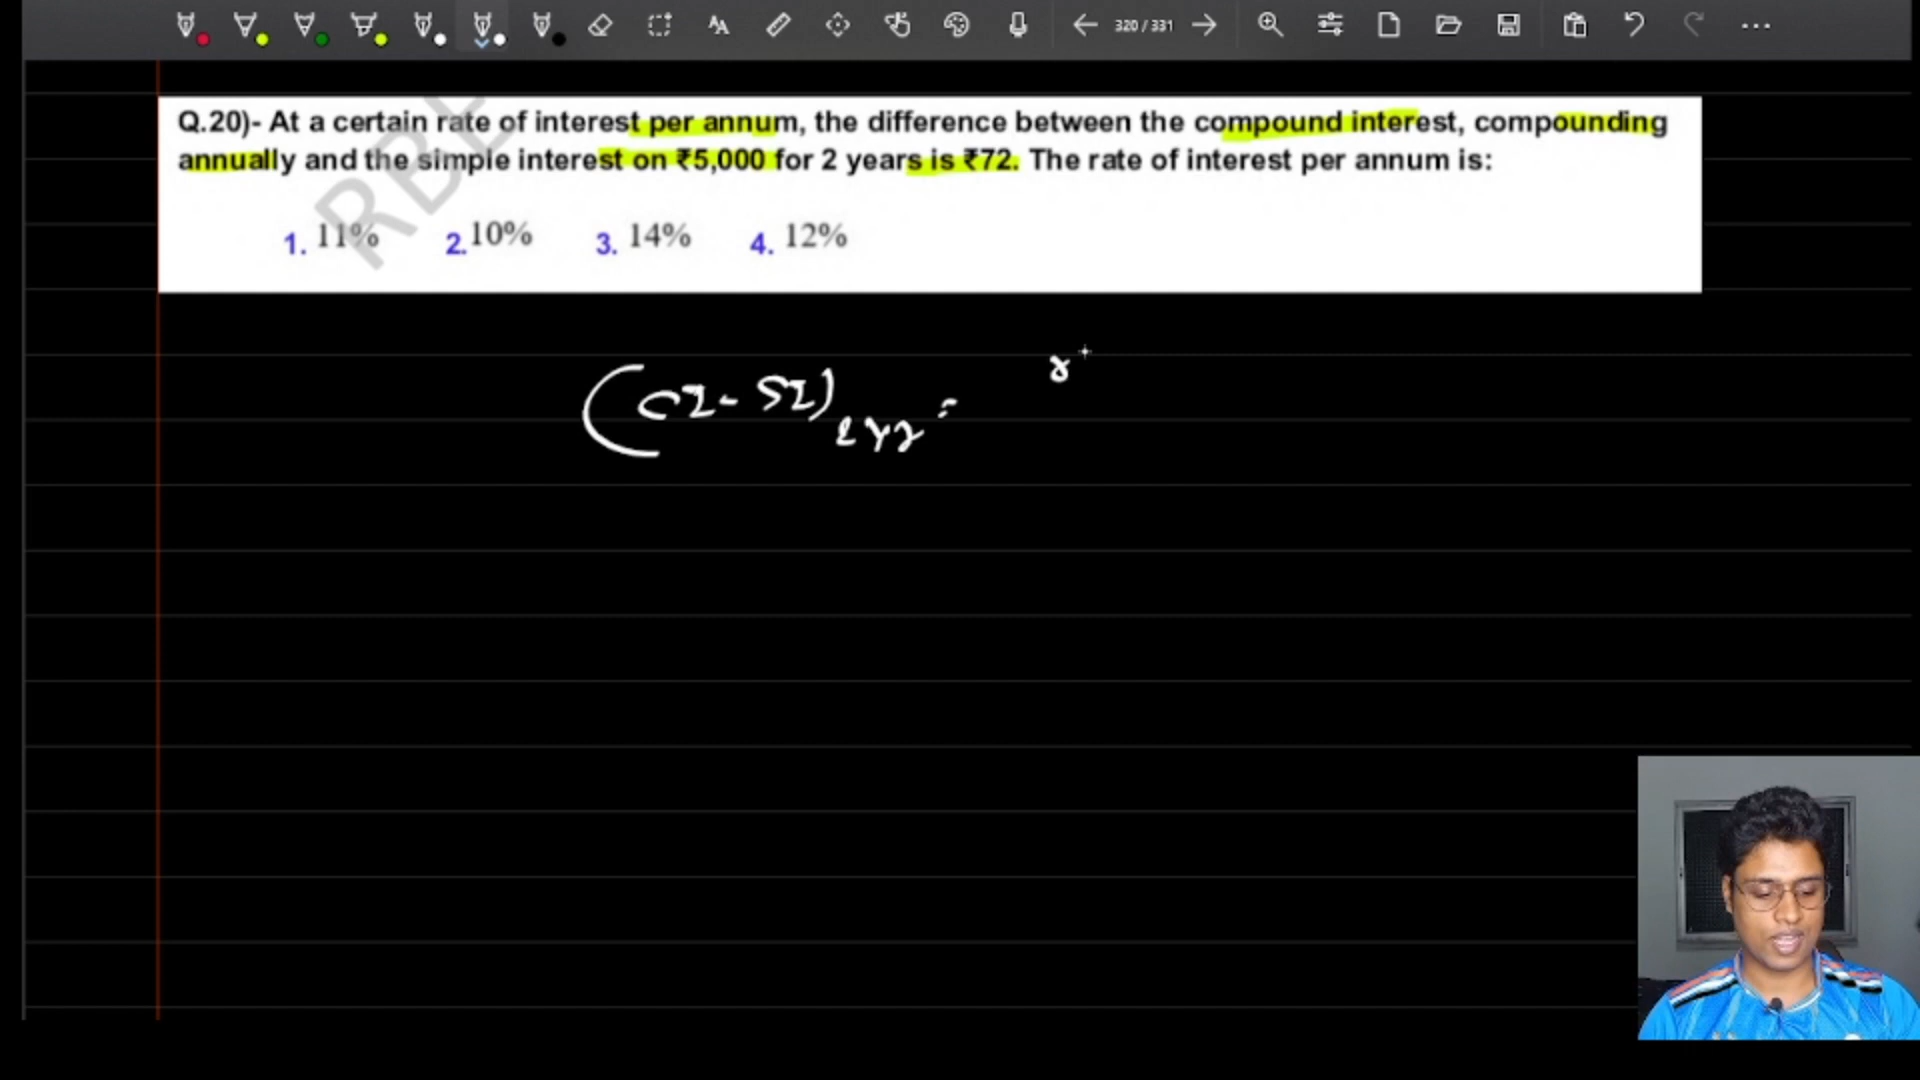 320 / 331
Q.20)- At a certain rate of interest per annum, the difference between the compound interest, compounding
annually and the simple interest on ₹5,000 for 2 years is ₹72. The rate of interest per annum is:
1. 11% 2. 10% 3. 14% 4. 12%
RBE
(CI - SI) 2yr = r